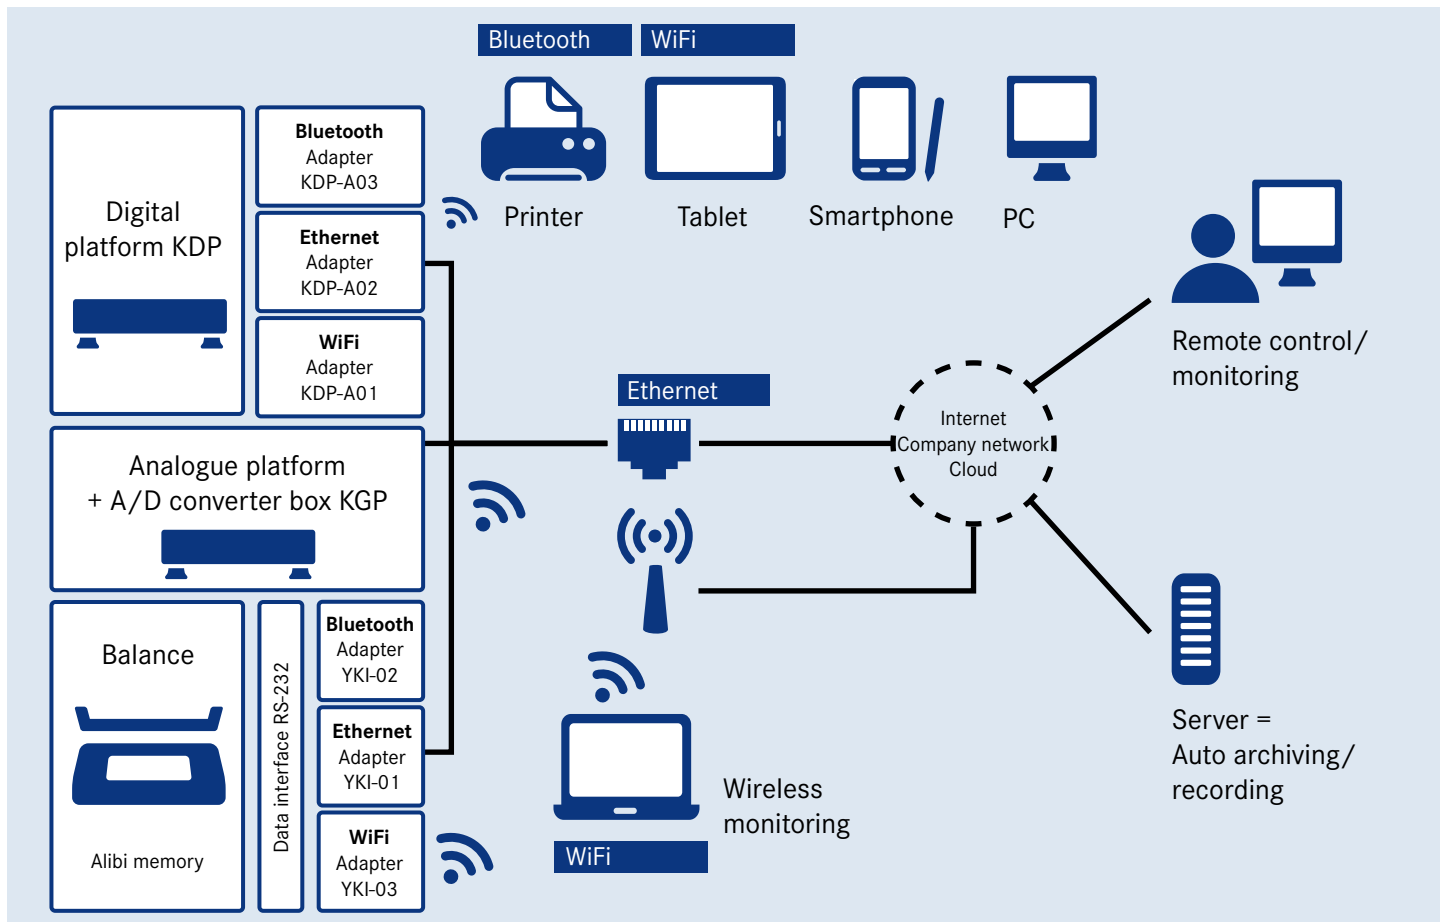 Bluetooth
WiFi
Printer
Tablet
Smartphone
PC
Digital
platform KDP
Bluetooth
Adapter
KDP-A03
Ethernet
Adapter
KDP-A02
WiFi
Adapter
KDP-A01
Analogue platform
+ A/D converter box KGP
Balance
Alibi memory
Data interface RS-232
Bluetooth
Adapter
YKI-02
Ethernet
Adapter
YKI-01
WiFi
Adapter
YKI-03
Ethernet
Internet
Company network
Cloud
Remote control/
monitoring
Server =
Auto archiving/
recording
Wireless
monitoring
WiFi